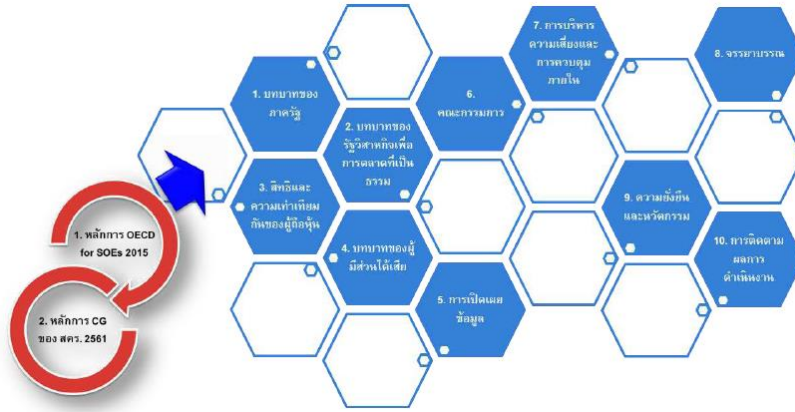 1. หลักการ OECD
for SOEs 2015
2. หลักการ CG
ของ สคร. 2561
1. บทบาทของ
ภาครัฐ
2. บทบาทของ
รัฐวิสาหกิจเพื่อ
การตลาดที่เป็น
ธรรม
3. สิทธิและ
ความเท่าเทียม
กันของผู้ถือหุ้น
4. บทบาทของผู้
มีส่วนได้เสีย
5. การเปิดเผย
ข้อมูล
6.
คณะกรรมการ
7. การบริหาร
ความเสี่ยงและ
การควบคุม
ภายใน
8. จรรยาบรรณ
9. ความยั่งยืน
และนวัตกรรม
10. การติดตาม
ผลการ
ดำเนินงาน